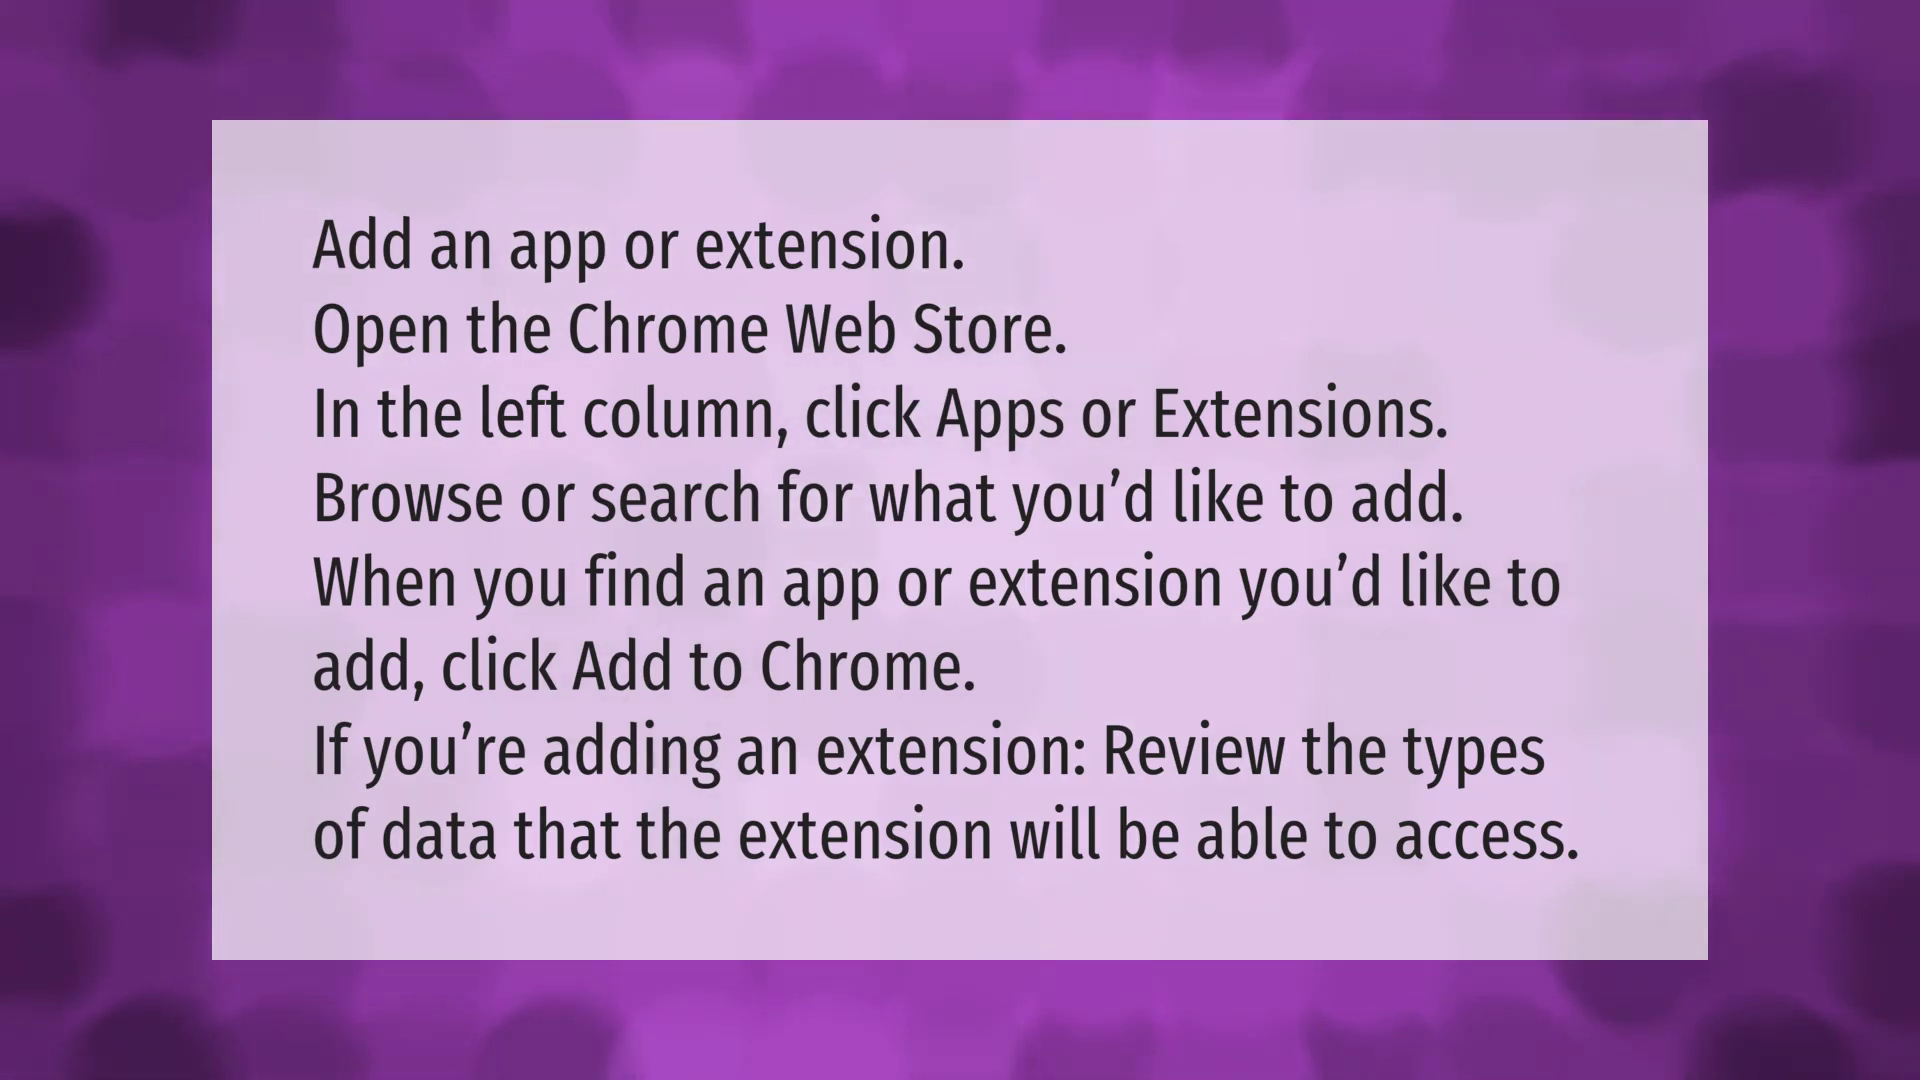 Add an app or extension.
Open the Chrome Web Store.
In the left column, click Apps or Extensions.
Browse or search for what you’d like to add.
When you find an app or extension you’d like to
add, click Add to Chrome.
If you’re adding an extension: Review the types
of data that the extension will be able to access.